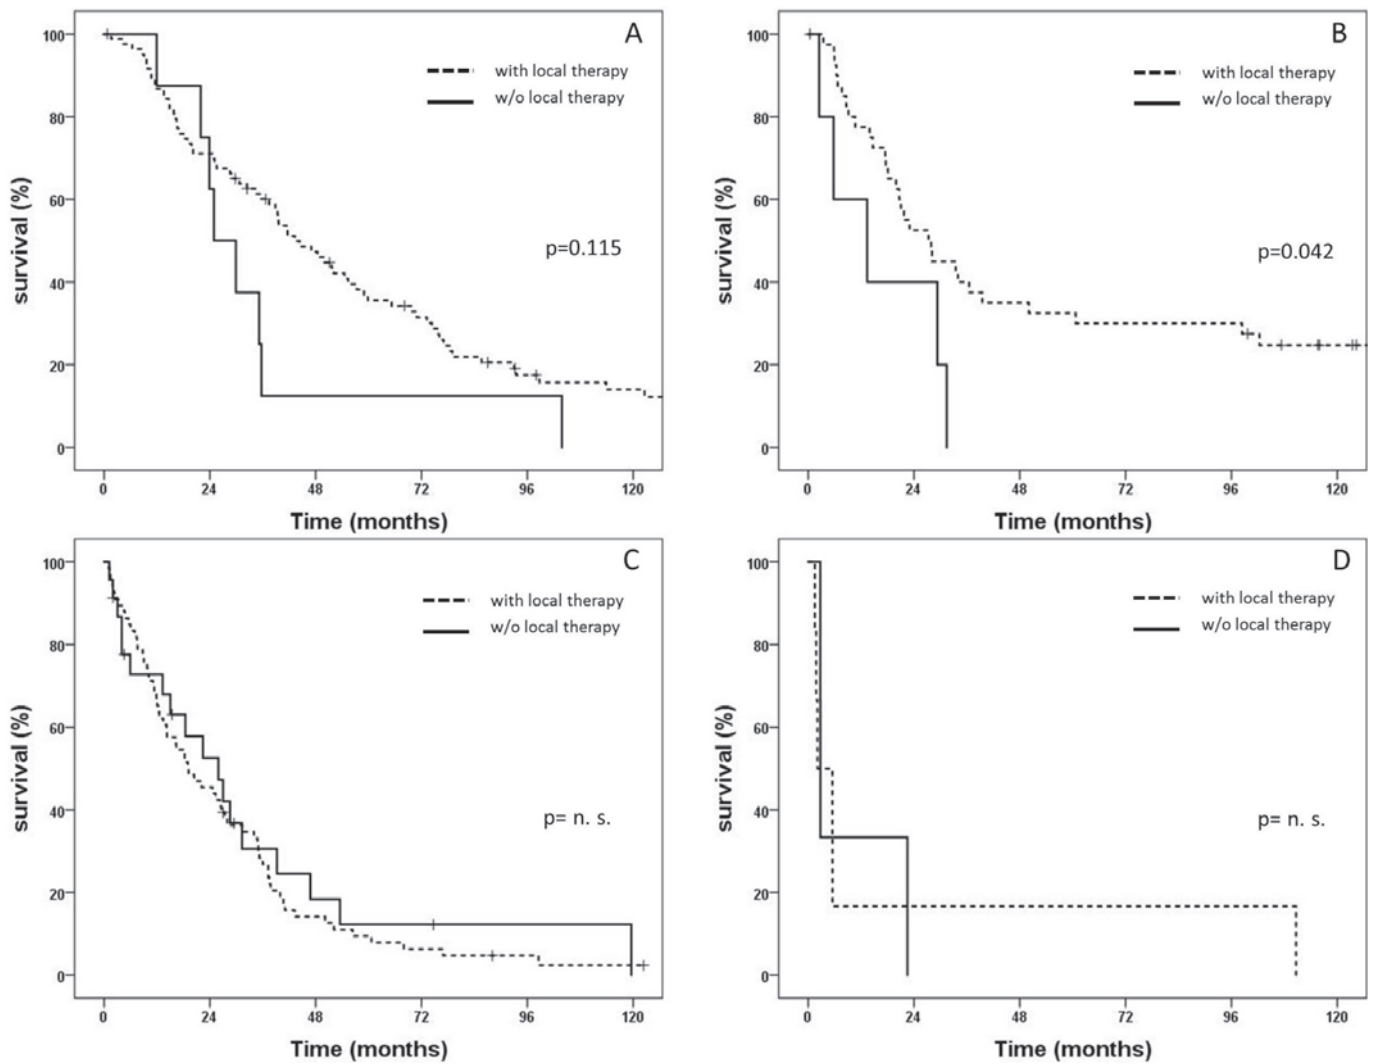 A
100
80
60
40
20
0
survival (%)
with local therapy
w/o local therapy
p=0.115
0 24 48 72 96 120
Time (months)
B
100
80
60
40
20
0
survival (%)
with local therapy
w/o local therapy
p=0.042
0 24 48 72 96 120
Time (months)
C
100
80
60
40
20
0
survival (%)
with local therapy
w/o local therapy
p= n. s.
0 24 48 72 96 120
Time (months)
D
100
80
60
40
20
0
survival (%)
with local therapy
w/o local therapy
p= n. s.
0 24 48 72 96 120
Time (months)